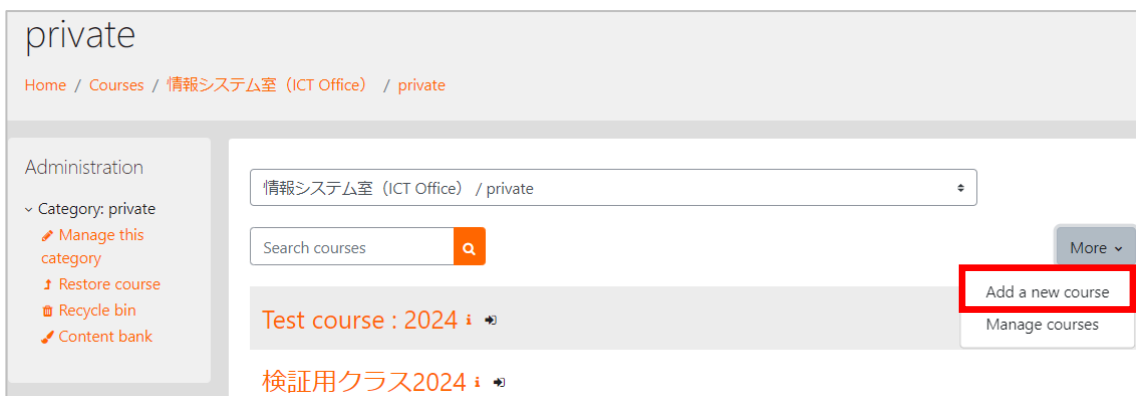 private
Home / Courses / 情報システム室（ICT Office） / private
Administration
Category: private
Manage this
category
Restore course
Recycle bin
Content bank
情報システム室（ICT Office） / private
Search courses
More
Add a new course
Manage courses
Test course : 2024
検証用クラス2024